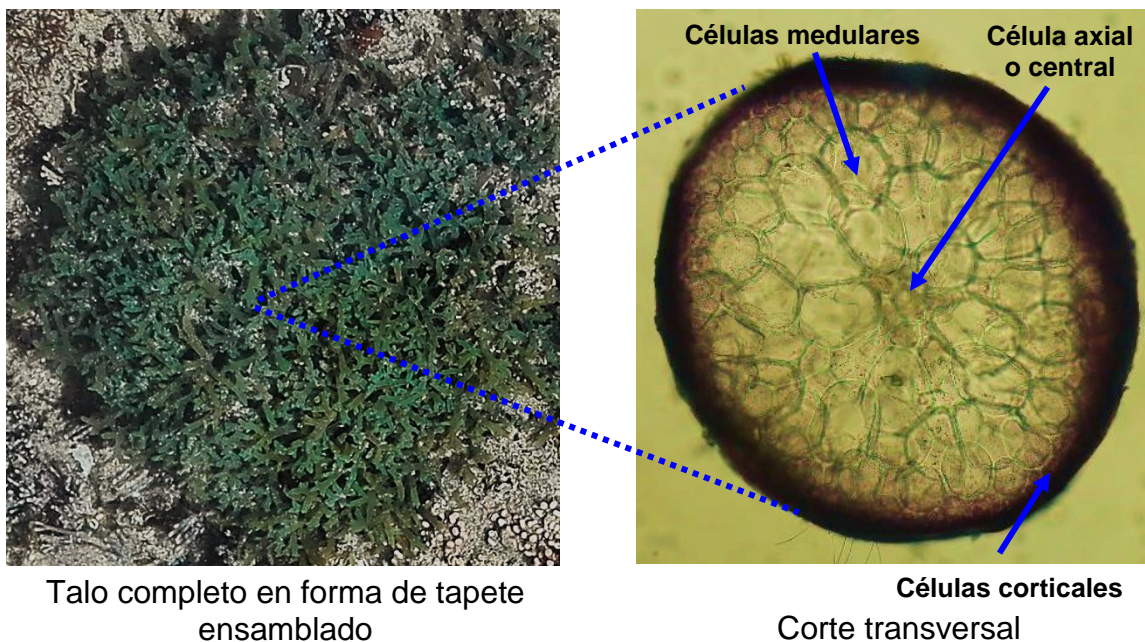 Células medulares
Célula axial
o central
Células corticales
Talo completo en forma de tapete
ensamblado
Corte transversal